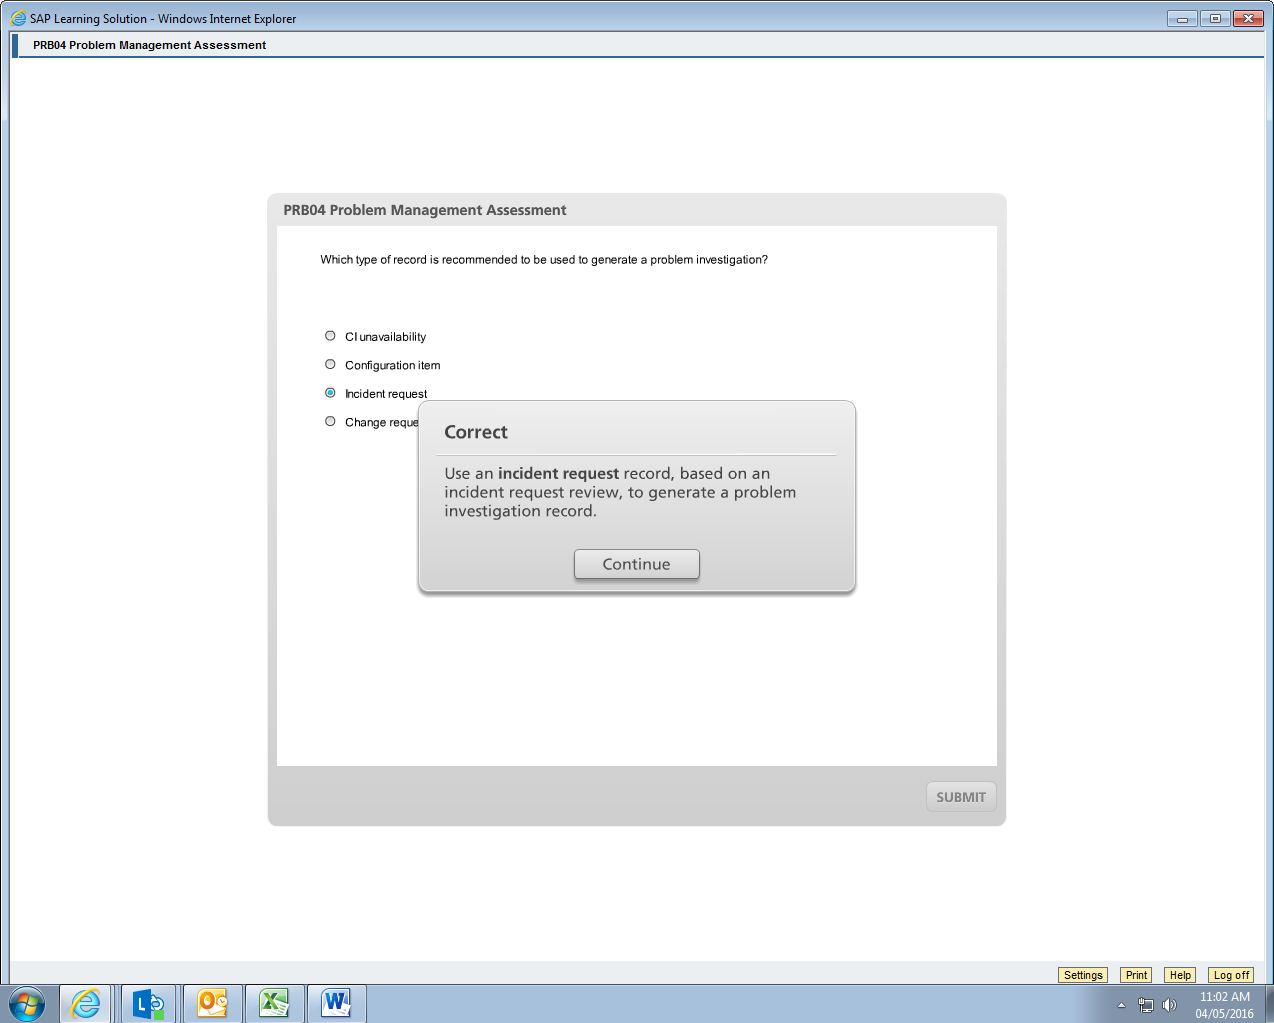 SAP Learning Solution - Windows Internet Explorer
PRB04 Problem Management Assessment
PRB04 Problem Management Assessment
Which type of record is recommended to be used to generate a problem investigation?
CI unavailability
Configuration item
Incident request
Change reque
Correct
Use an incident request record, based on an
incident request review, to generate a problem
investigation record.
Continue
SUBMIT
Settings
Print
Help
Log off
11:02 AM
04/05/2016